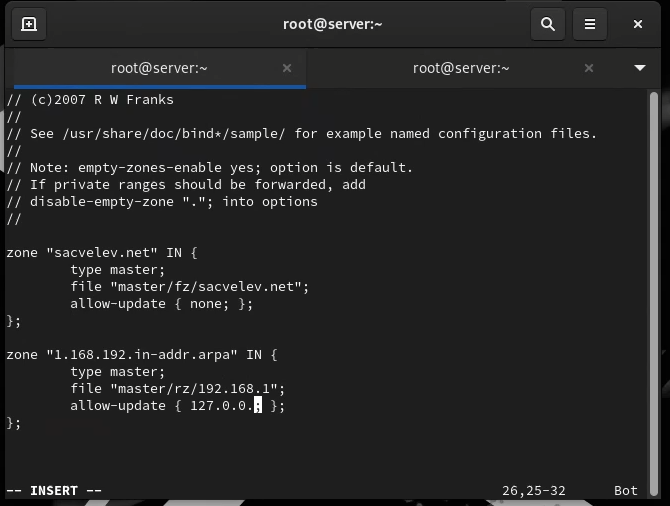 root@server:~
root@server:~ × root@server:~ ×
// (c)2007 R W Franks
//
// See /usr/share/doc/bind*/sample/ for example named configuration files.
//
// Note: empty-zones-enable yes; option is default.
// If private ranges should be forwarded, add
// disable-empty-zone "."; into options
//
zone "sacvelev.net" IN {
        type master;
        file "master/fz/sacvelev.net";
        allow-update { none; };
};
zone "1.168.192.in-addr.arpa" IN {
        type master;
        file "master/rz/192.168.1";
        allow-update { 127.0.0.; };
};
-- INSERT -- 26,25-32 Bot